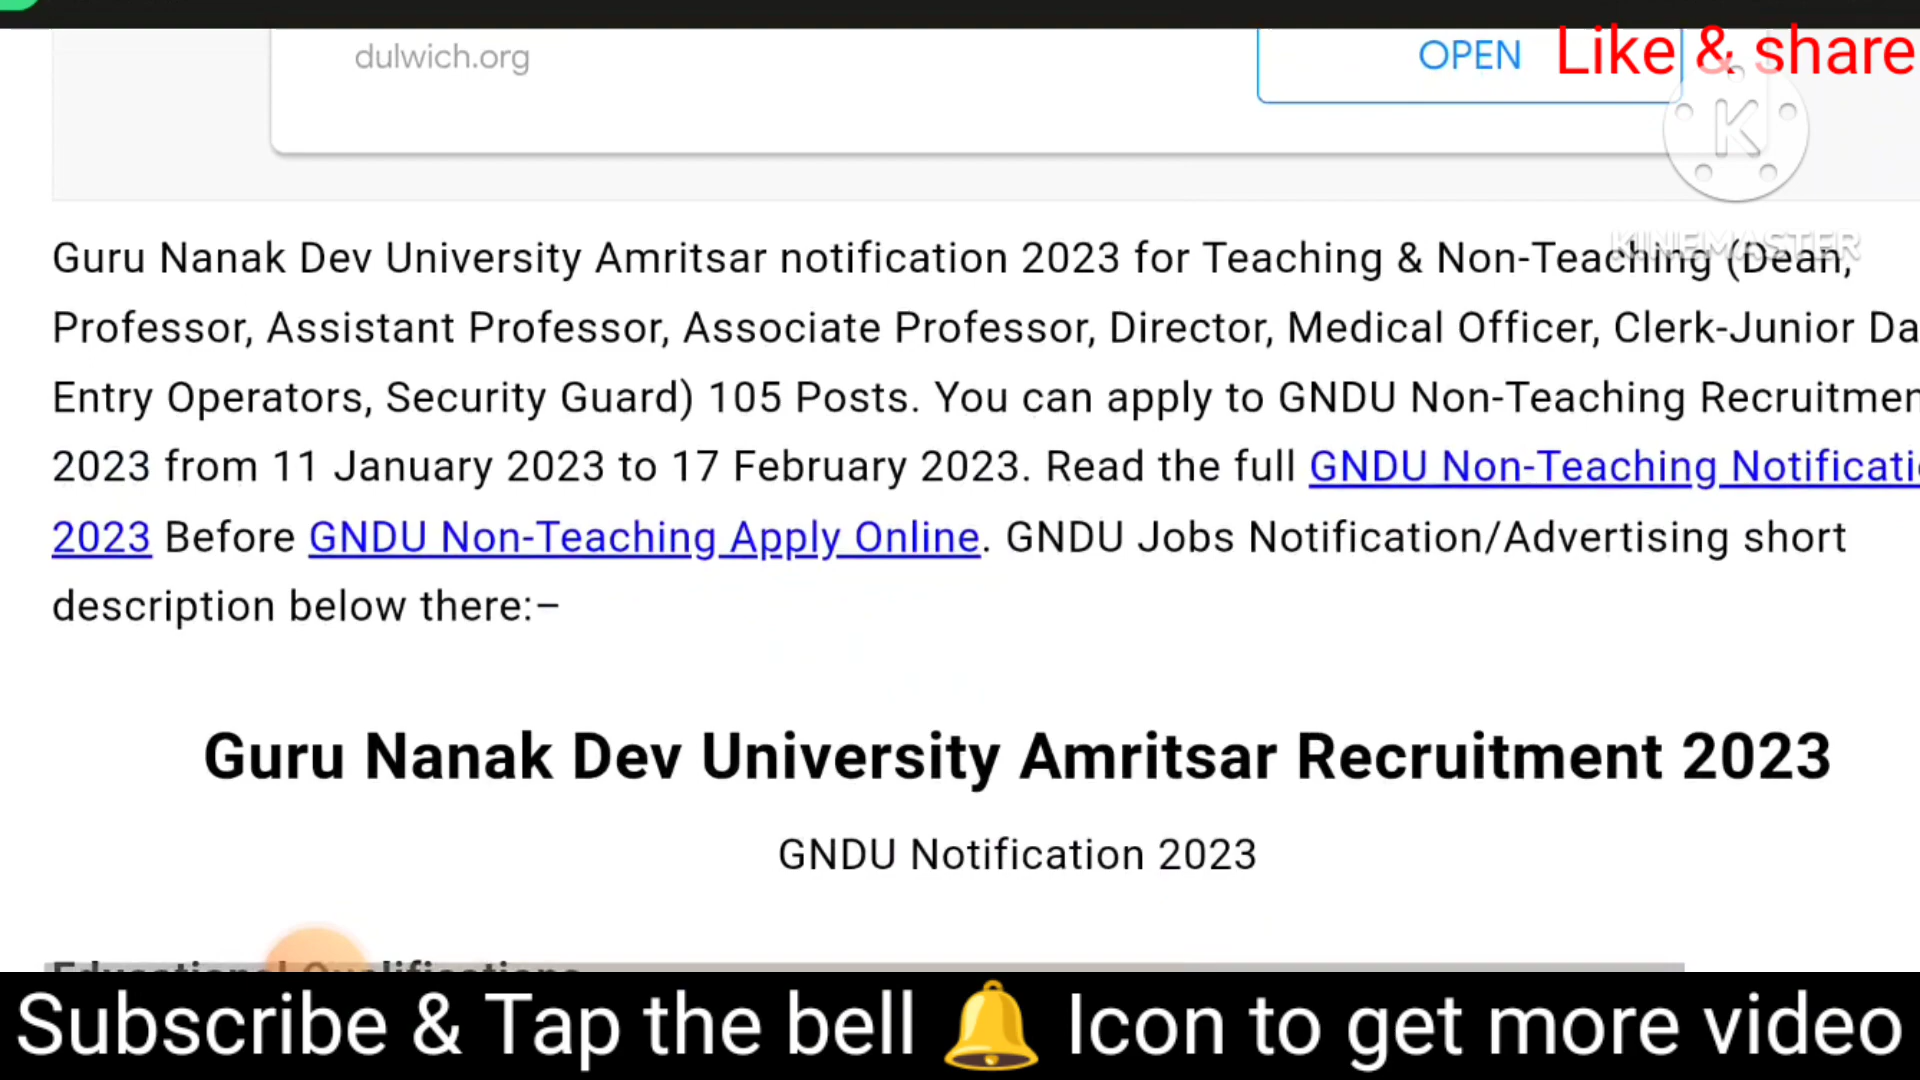 dulwich.org
OPEN
Like & share
K
KINEMASTER
Guru Nanak Dev University Amritsar notification 2023 for Teaching & Non-Teaching (Dean,
Professor, Assistant Professor, Associate Professor, Director, Medical Officer, Clerk-Junior Da
Entry Operators, Security Guard) 105 Posts. You can apply to GNDU Non-Teaching Recruitmen
2023 from 11 January 2023 to 17 February 2023. Read the full GNDU Non-Teaching Notificati
2023 Before GNDU Non-Teaching Apply Online. GNDU Jobs Notification/Advertising short
description below there:–
Guru Nanak Dev University Amritsar Recruitment 2023
GNDU Notification 2023
Educational Qualifications
Subscribe & Tap the bell 🔔 Icon to get more video